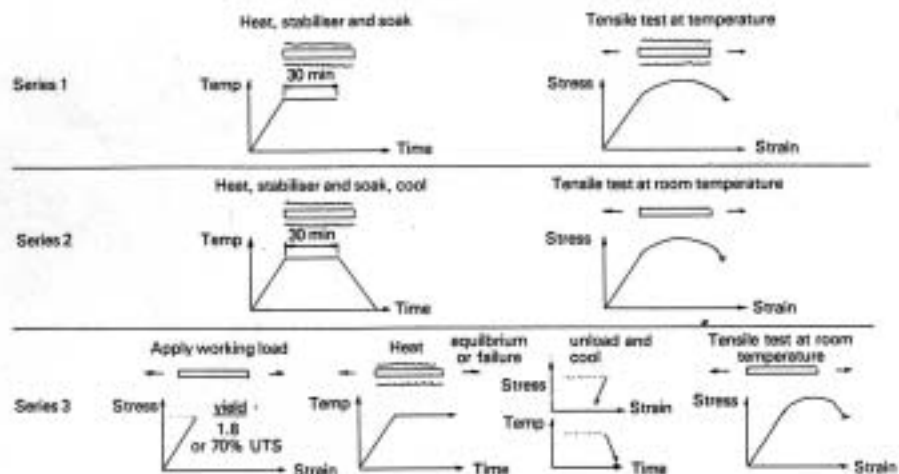 Heat, stabiliser and soak
Tensile test at temperature
Series 1
Temp
30 min
Time
Stress
Strain
Heat, stabiliser and soak, cool
Tensile test at room temperature
Series 2
Temp
30 min
Time
Stress
Strain
Apply working load
Heat
equilibrium
or failure
unload and
cool
Tensile test at room
temperature
Series 3
Stress
yield
1.8
or 70% UTS
Strain
Temp
Time
Stress
Strain
Temp
Time
Stress
Strain